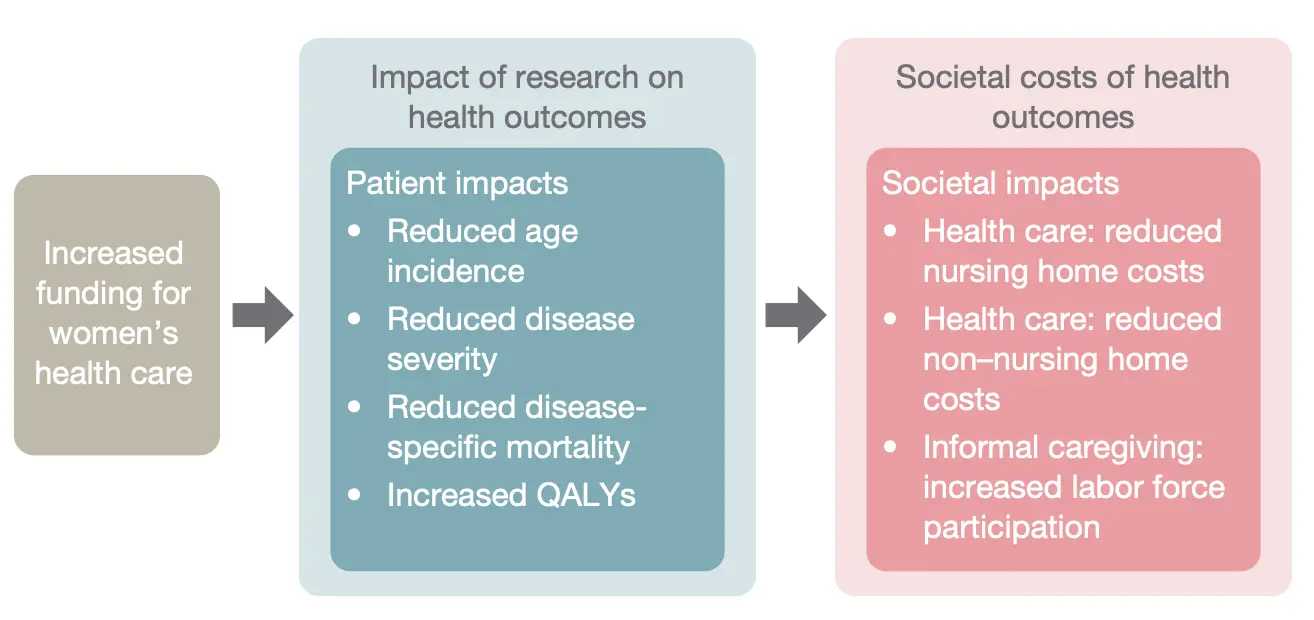 Increased
funding for
women's
health care
Impact of research on
health outcomes
Patient impacts
• Reduced age
incidence
• Reduced disease
severity
• Reduced disease-
specific mortality
• Increased QALYs
Societal costs of health
outcomes
Societal impacts
• Health care: reduced
nursing home costs
• Health care: reduced
non–nursing home
costs
• Informal caregiving:
increased labor force
participation